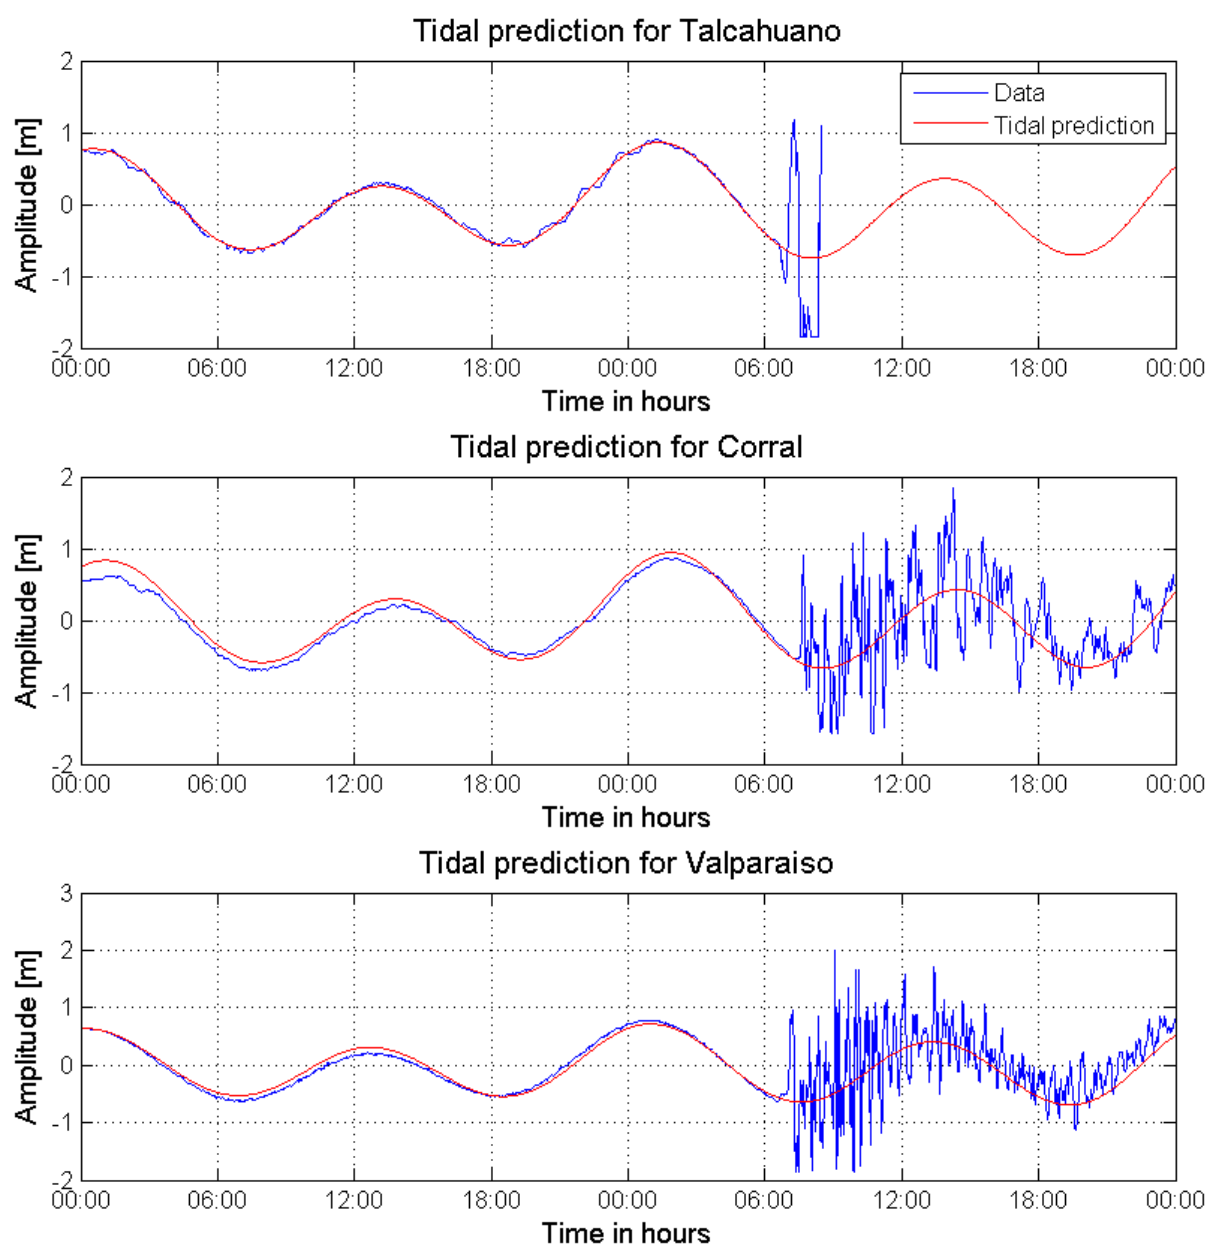 Tidal prediction for Talcahuano
2
1
0
-1
-2
Amplitude [m]
Data
Tidal prediction
00:00 06:00 12:00 18:00 00:00 06:00 12:00 18:00 00:00
Time in hours
Tidal prediction for Corral
2
1
0
-1
-2
Amplitude [m]
00:00 06:00 12:00 18:00 00:00 06:00 12:00 18:00 00:00
Time in hours
Tidal prediction for Valparaiso
3
2
1
0
-1
-2
Amplitude [m]
00:00 06:00 12:00 18:00 00:00 06:00 12:00 18:00 00:00
Time in hours